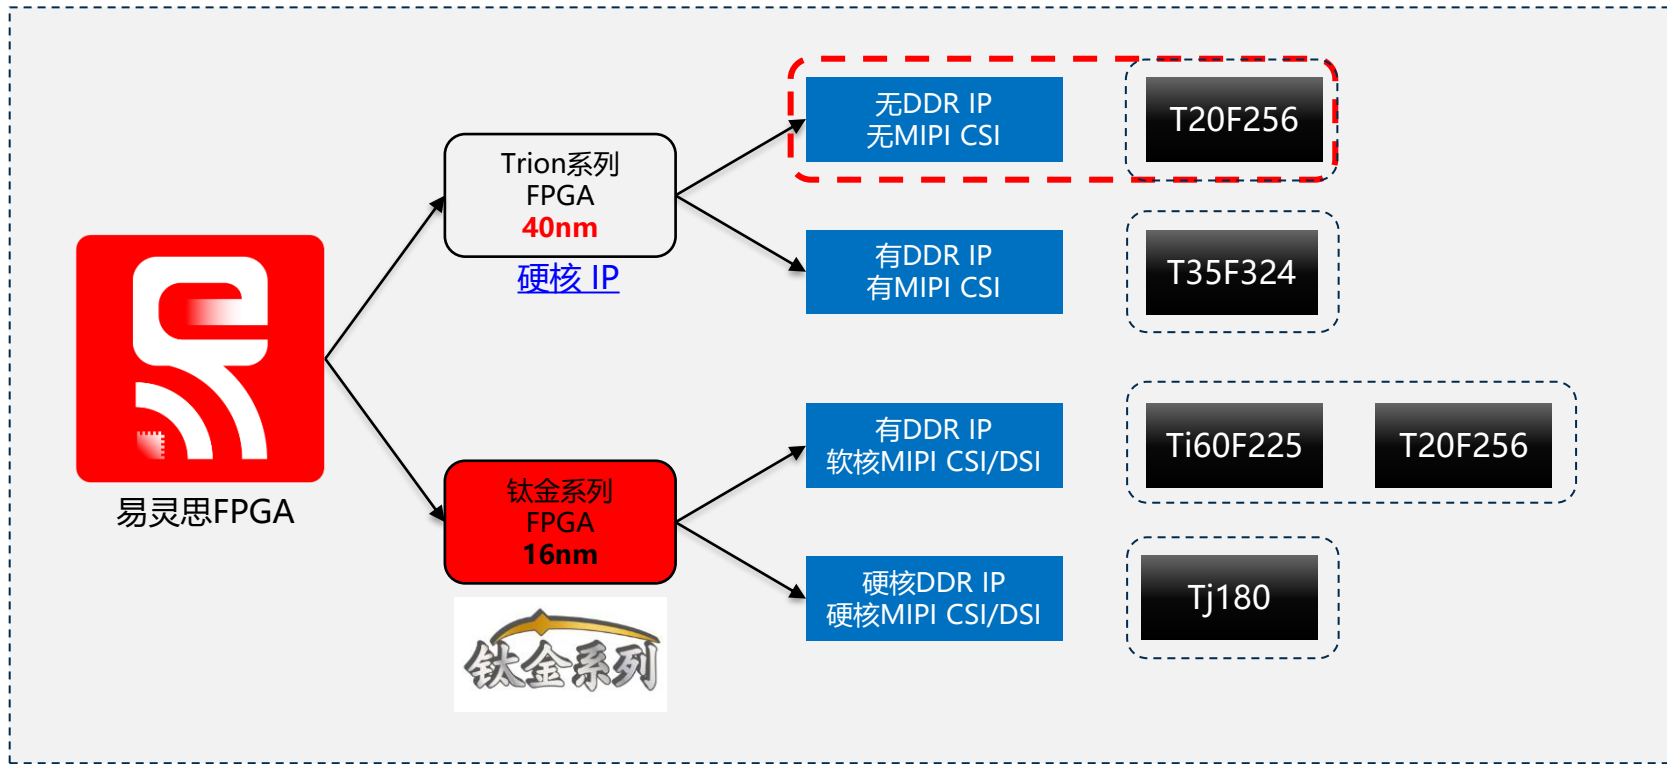 易灵思FPGA
Trion系列
FPGA
40nm
硬核 IP
无DDR IP
无MIPI CSI
T20F256
有DDR IP
有MIPI CSI
T35F324
钛金系列
FPGA
16nm
钛金系列
有DDR IP
软核MIPI CSI/DSI
Ti60F225
T20F256
硬核DDR IP
硬核MIPI CSI/DSI
Tj180